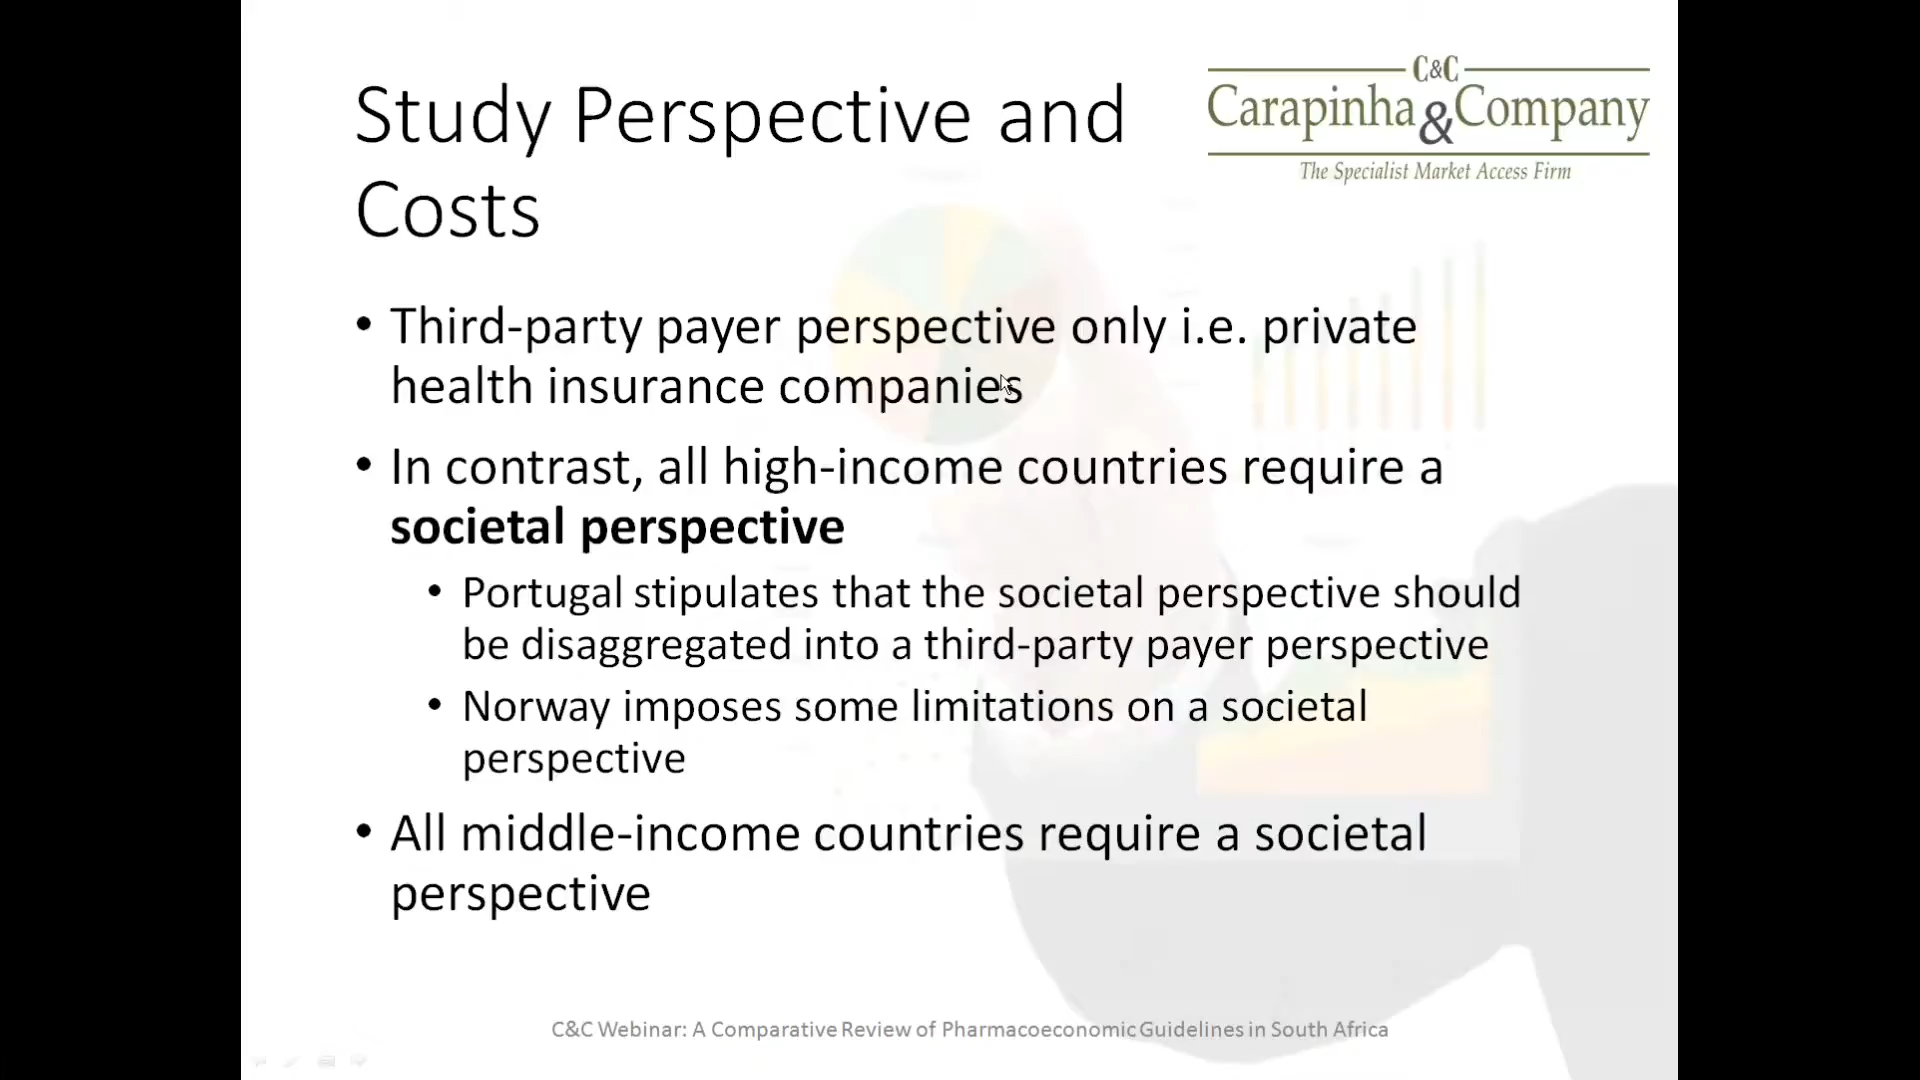 Study Perspective and
Costs
C&C
Carapinha & Company
The Specialist Market Access Firm
• Third-party payer perspective only i.e. private
health insurance companies
• In contrast, all high-income countries require a
societal perspective
• Portugal stipulates that the societal perspective should
be disaggregated into a third-party payer perspective
• Norway imposes some limitations on a societal
perspective
• All middle-income countries require a societal
perspective
C&C Webinar: A Comparative Review of Pharmacoeconomic Guidelines in South Africa